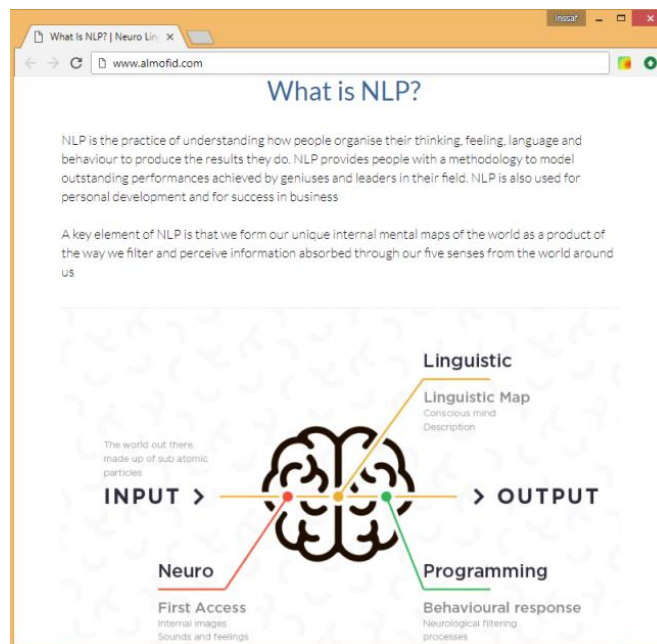 inssaf
What Is NLP? | Neuro Lin
www.almofid.com
What is NLP?
NLP is the practice of understanding how people organise their thinking, feeling, language and
behaviour to produce the results they do. NLP provides people with a methodology to model
outstanding performances achieved by geniuses and leaders in their field. NLP is also used for
personal development and for success in business
A key element of NLP is that we form our unique internal mental maps of the world as a product of
the way we filter and perceive information absorbed through our five senses from the world around
us
Linguistic
Linguistic Map
Conscious mind
Description
The world out there,
made up of sub atomic
particles
INPUT >
> OUTPUT
Neuro
First Access
Internal images
Sounds and feelings
Programming
Behavioural response
Neurological filtering
processes